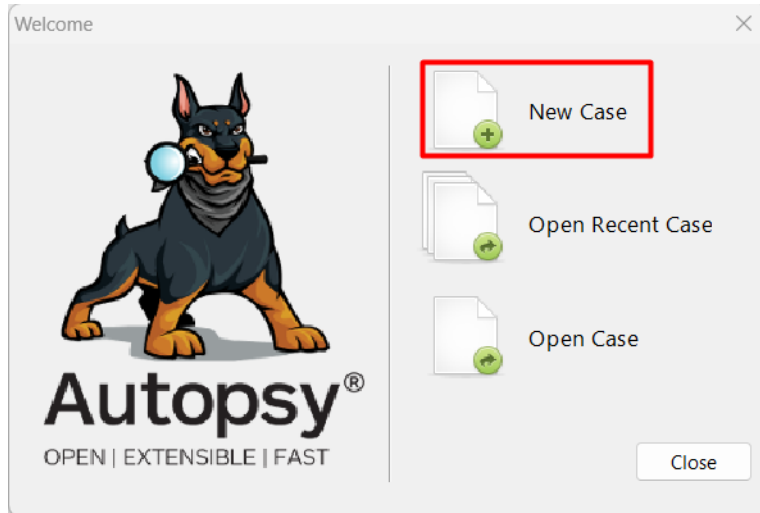 Welcome
New Case
Open Recent Case
Open Case
Autopsy®
OPEN | EXTENSIBLE | FAST
Close